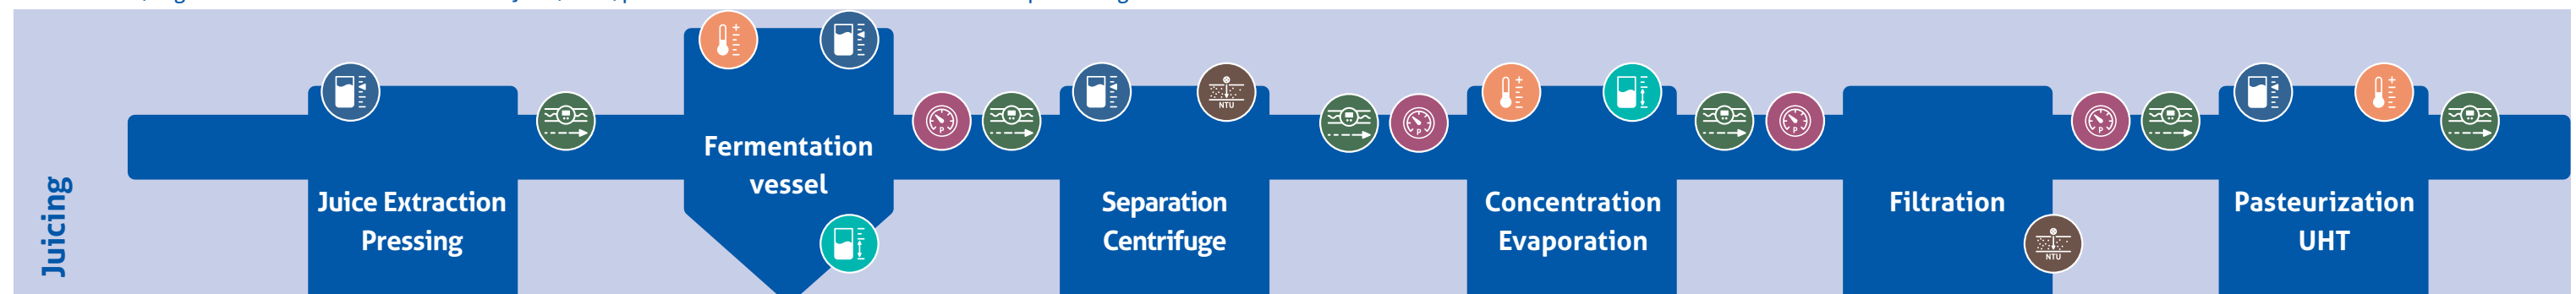 Juicing
Juice Extraction
Pressing
Fermentation
vessel
P
Separation
Centrifuge
NTU
P
Concentration
Evaporation
P
Filtration
NTU
P
Pasteurization
UHT